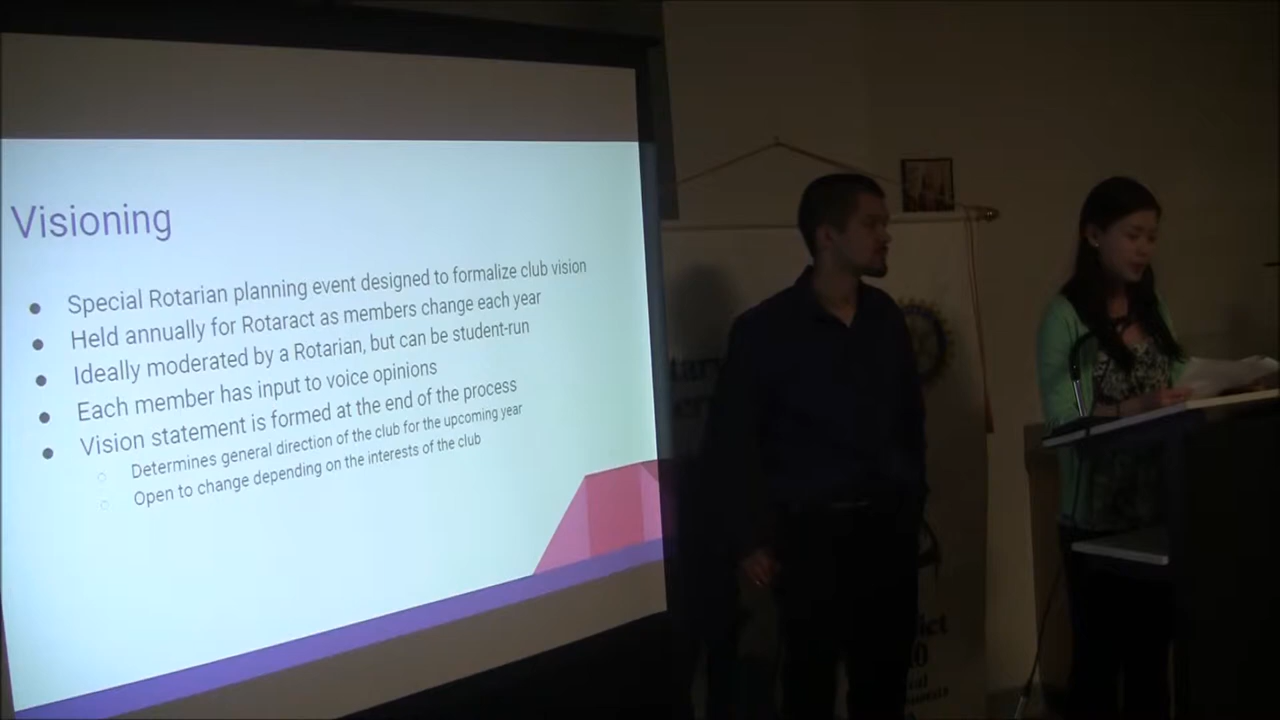 Visioning
Special Rotarian planning event designed to formalize club vision
Held annually for Rotaract as members change each year
Ideally moderated by a Rotarian, but can be student-run
Each member has input to voice opinions
Vision statement is formed at the end of the process
Determines general direction of the club for the upcoming year
Open to change depending on the interests of the club